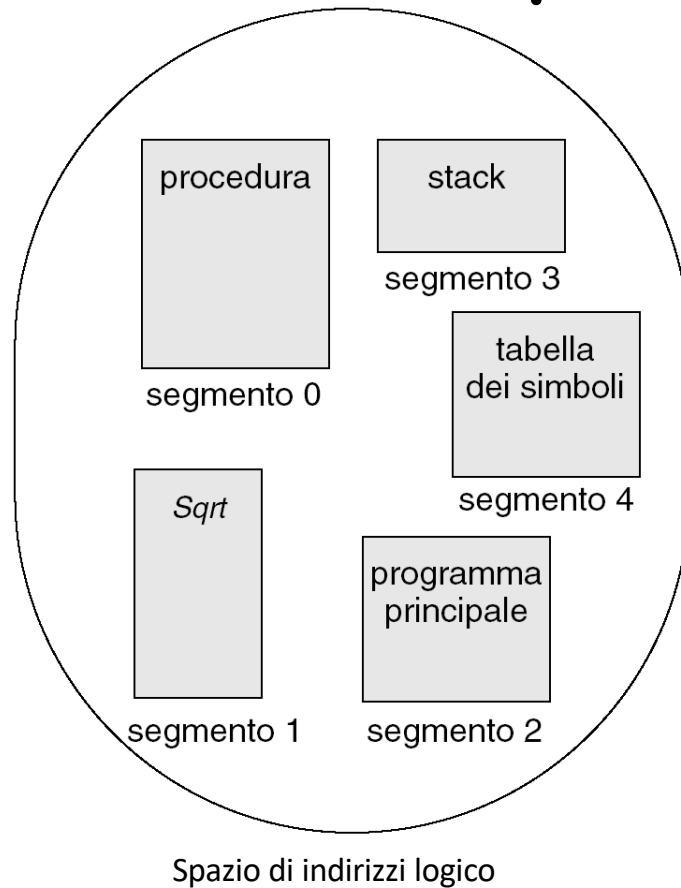 procedura
segmento 0
stack
segmento 3
tabella
dei simboli
segmento 4
Sqrt
segmento 1
programma
principale
segmento 2
Spazio di indirizzi logico